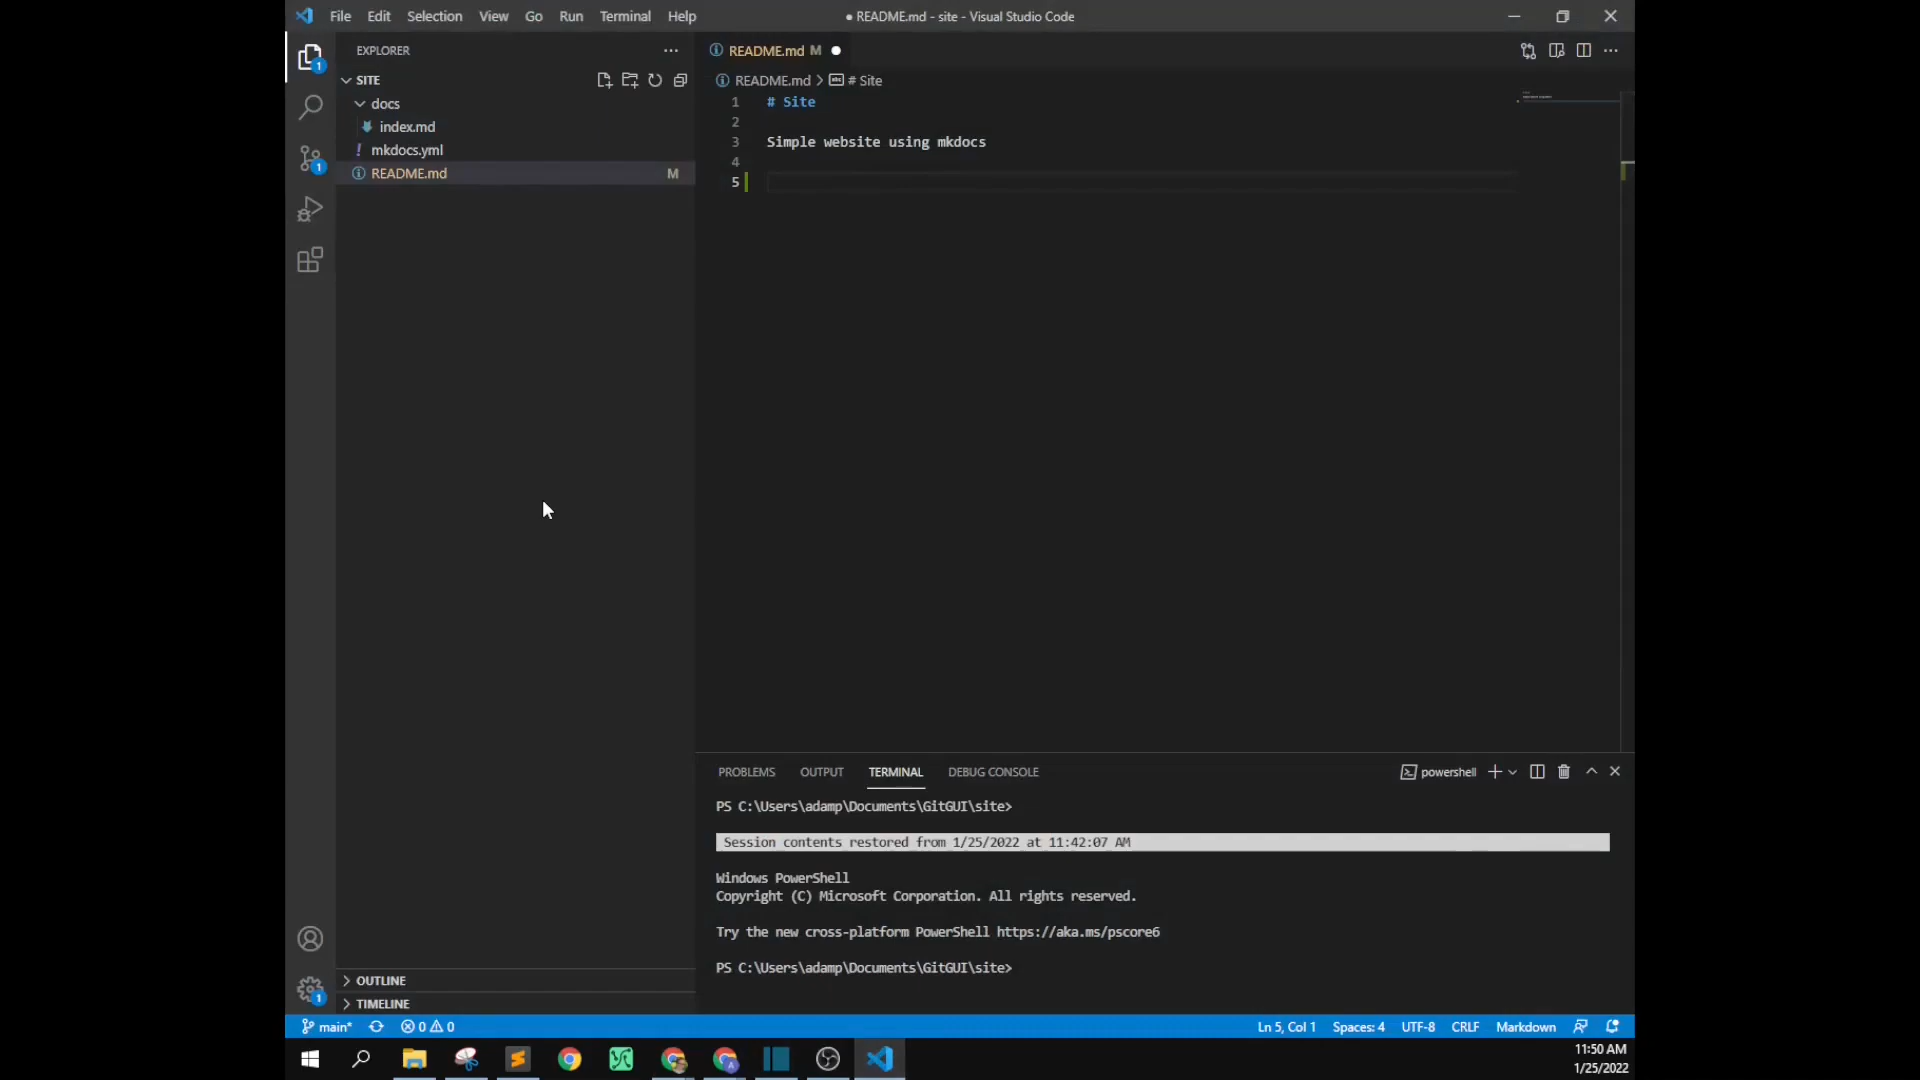 File Edit Selection View Go Run Terminal Help
● README.md - site - Visual Studio Code
EXPLORER
SITE
docs
index.md
! mkdocs.yml
README.md M
1
1
1
OUTLINE
TIMELINE
README.md M
README.md > # Site
1 # Site
2
3 Simple website using mkdocs
4
5
PROBLEMS OUTPUT TERMINAL DEBUG CONSOLE
powershell
PS C:\Users\adamp\Documents\GitGUI\site>
Session contents restored from 1/25/2022 at 11:42:07 AM
Windows PowerShell
Copyright (C) Microsoft Corporation. All rights reserved.
Try the new cross-platform PowerShell https://aka.ms/pscore6
PS C:\Users\adamp\Documents\GitGUI\site>
main* 0 0
Ln 5, Col 1 Spaces: 4 UTF-8 CRLF Markdown
11:50 AM
1/25/2022